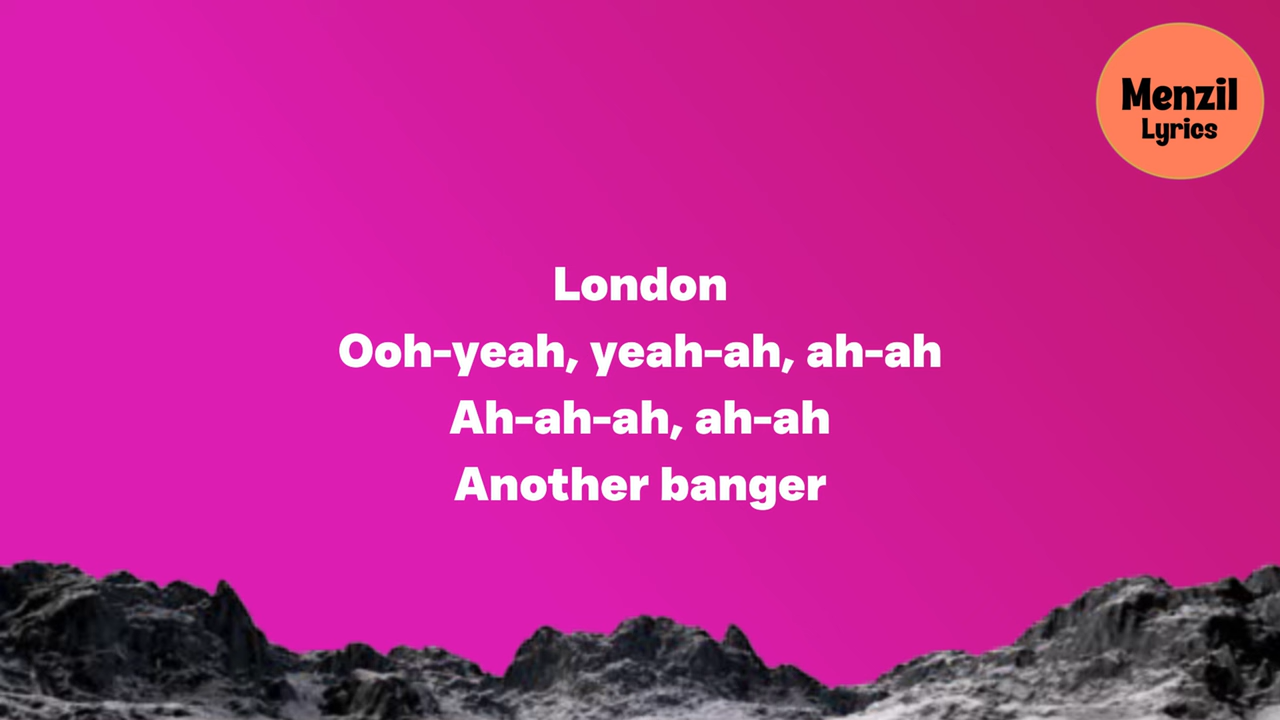 Menzil
Lyrics
London
Ooh-yeah, yeah-ah, ah-ah
Ah-ah-ah, ah-ah
Another banger